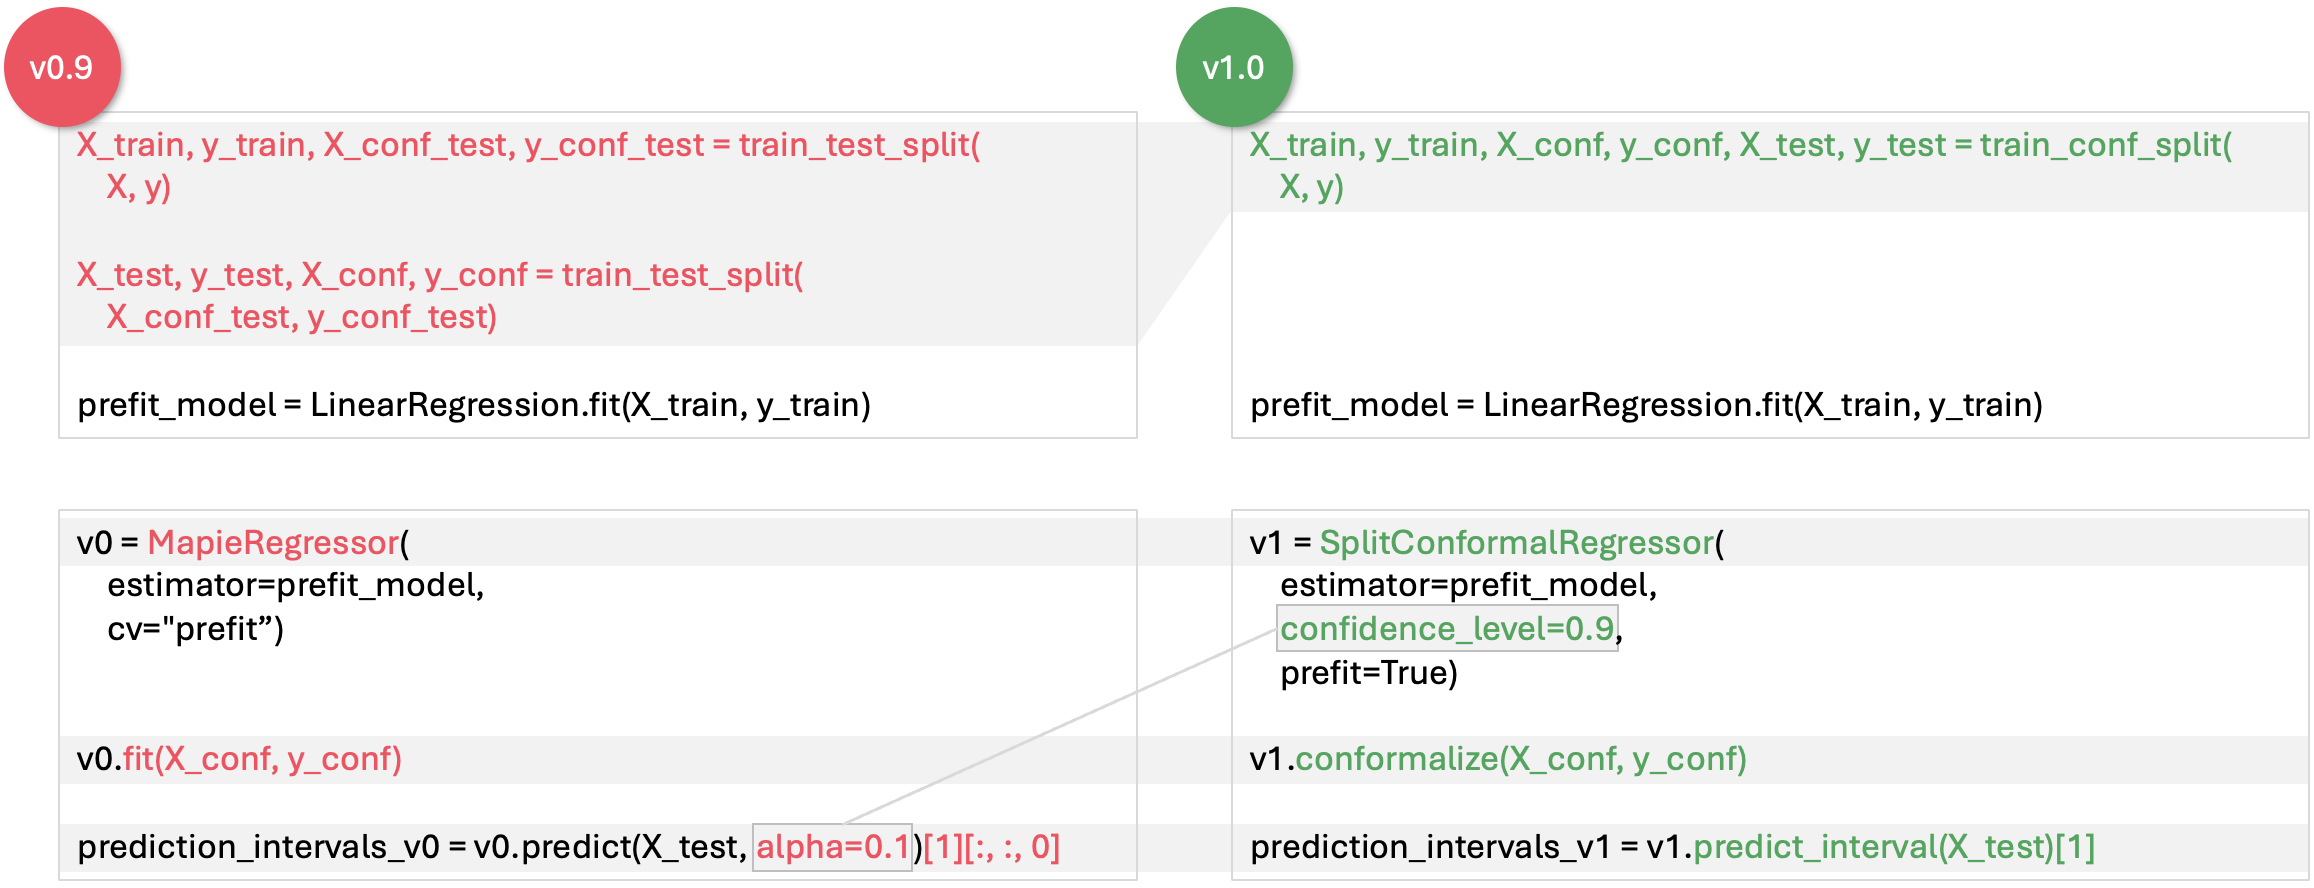 v0.9
X_train, y_train, X_conf_test, y_conf_test = train_test_split(
X, y)
X_test, y_test, X_conf, y_conf = train_test_split(
X_conf_test, y_conf_test)
prefit_model = LinearRegression.fit(X_train, y_train)
v0 = MapieRegressor(
estimator=prefit_model,
cv="prefit”)
v0.fit(X_conf, y_conf)
prediction_intervals_v0 = v0.predict(X_test, alpha=0.1)[1][:, :, 0]
v1.0
X_train, y_train, X_conf, y_conf, X_test, y_test = train_conf_split(
X, y)
prefit_model = LinearRegression.fit(X_train, y_train)
v1 = SplitConformalRegressor(
estimator=prefit_model,
confidence_level=0.9,
prefit=True)
v1.conformalize(X_conf, y_conf)
prediction_intervals_v1 = v1.predict_interval(X_test)[1]